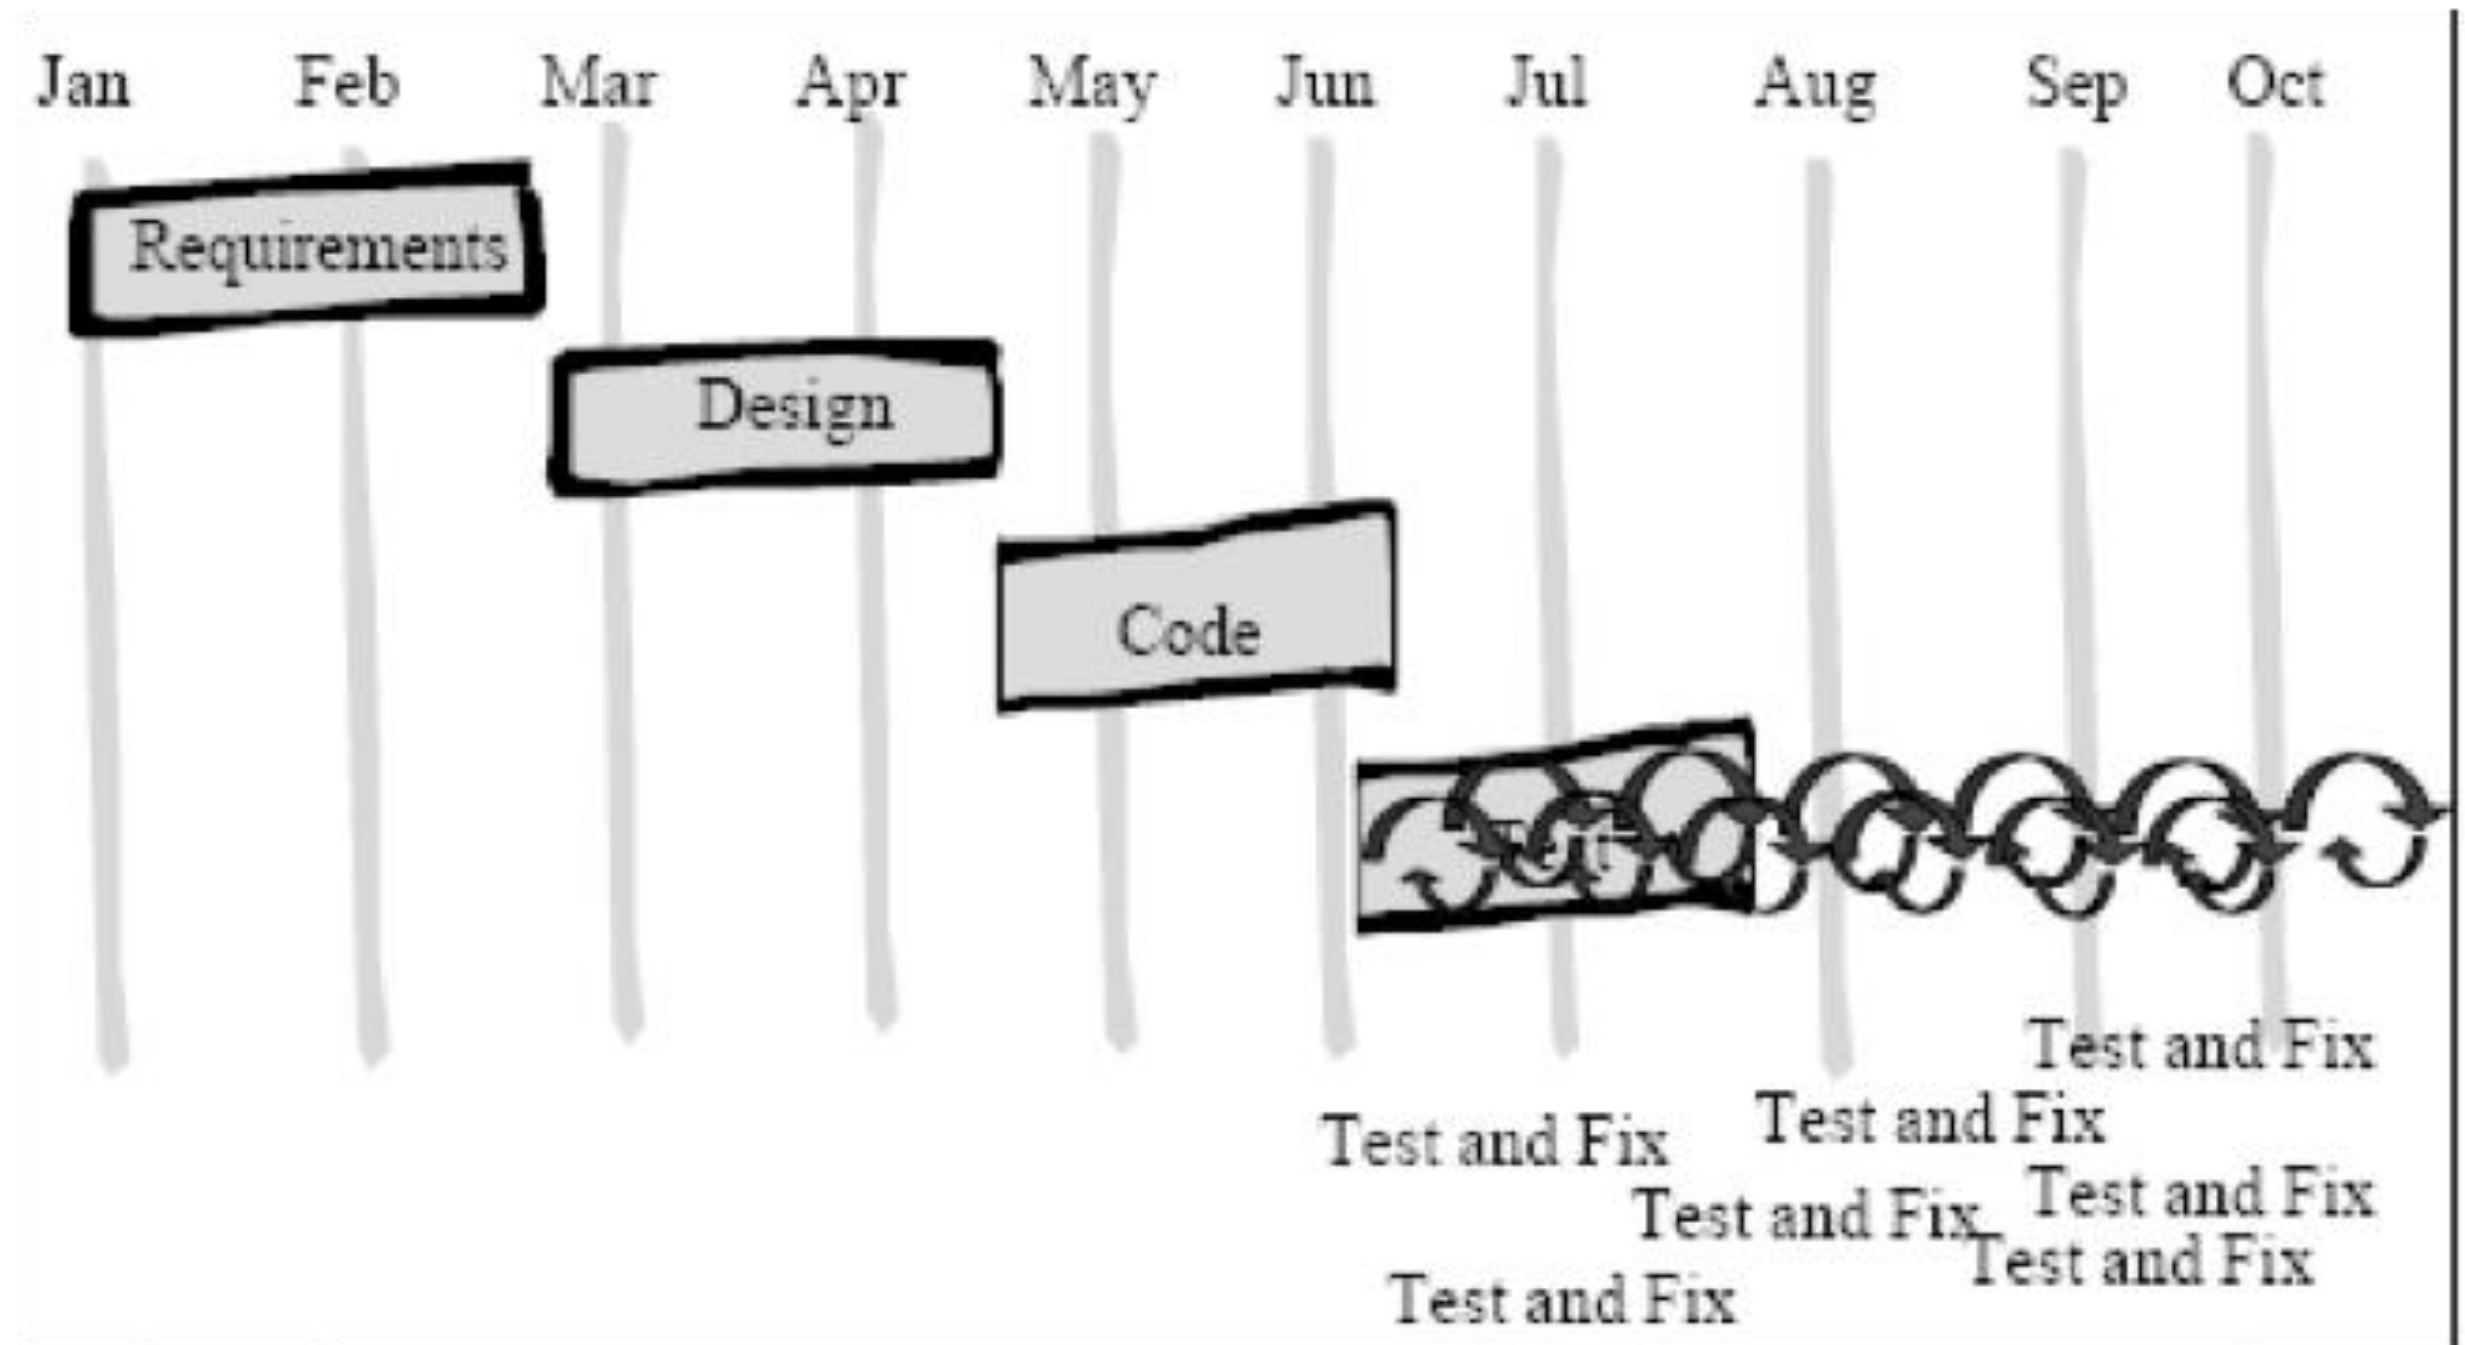 Jan Feb Mar Apr May Jun Jul Aug Sep Oct
Requirements
Design
Code
Test and Fix
Test and Fix
Test and Fix
Test and Fix
Test and Fix
Test and Fix
Test and Fix